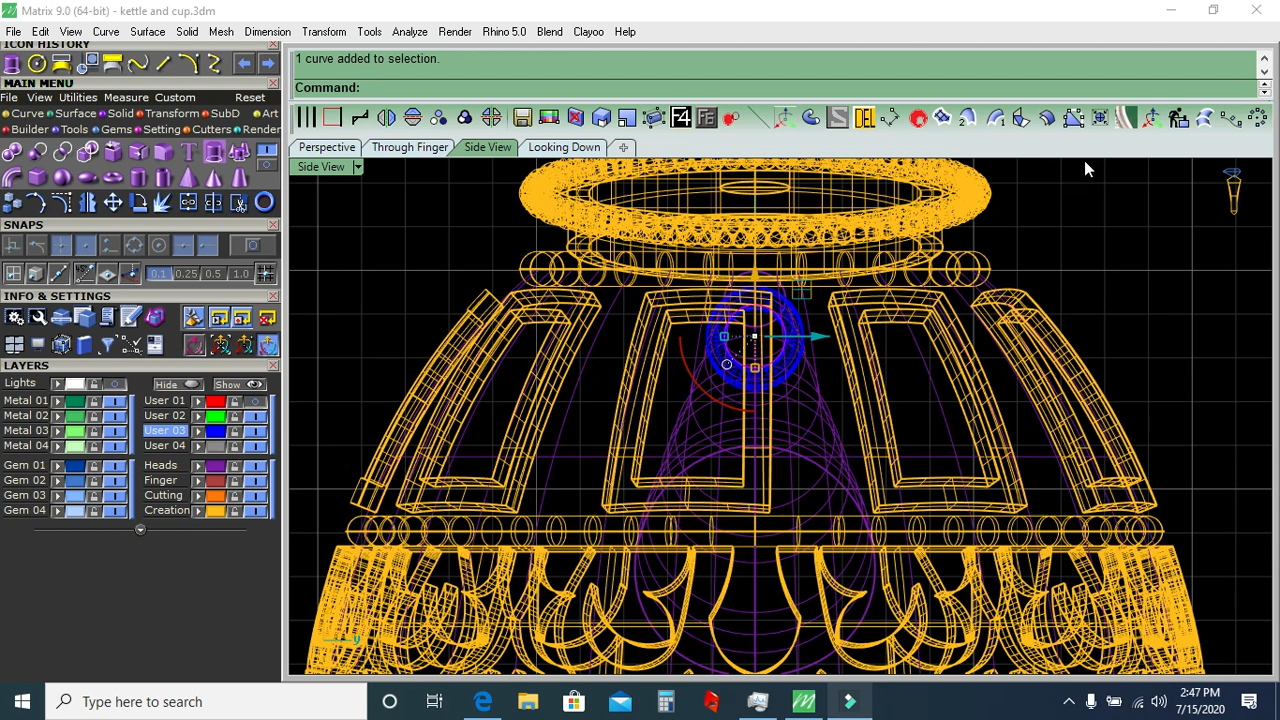 Matrix 9.0 (64-bit) - kettle and cup.3dm
File Edit View Curve Surface Solid Mesh Dimension Transform Tools Analyze Render Rhino 5.0 Blend Clayoo Help
ICON HISTORY
1 curve added to selection.
Command:
MAIN MENU
File View Utilities Measure Custom Reset
Curve Surface Solid Transform SubD Art
Builder Tools Gems Setting Cutters Render
F4 F6 DEL
Perspective Through Finger Side View Looking Down
Side View
SNAPS
0.1 0.25 0.5 1.0
INFO & SETTINGS
LAYERS
Lights Hide Show
Metal 01 User 01
Metal 02 User 02
Metal 03 User 03
Metal 04 User 04
Gem 01 Heads
Gem 02 Finger
Gem 03 Cutting
Gem 04 Creation
y
Type here to search
2:47 PM
7/15/2020